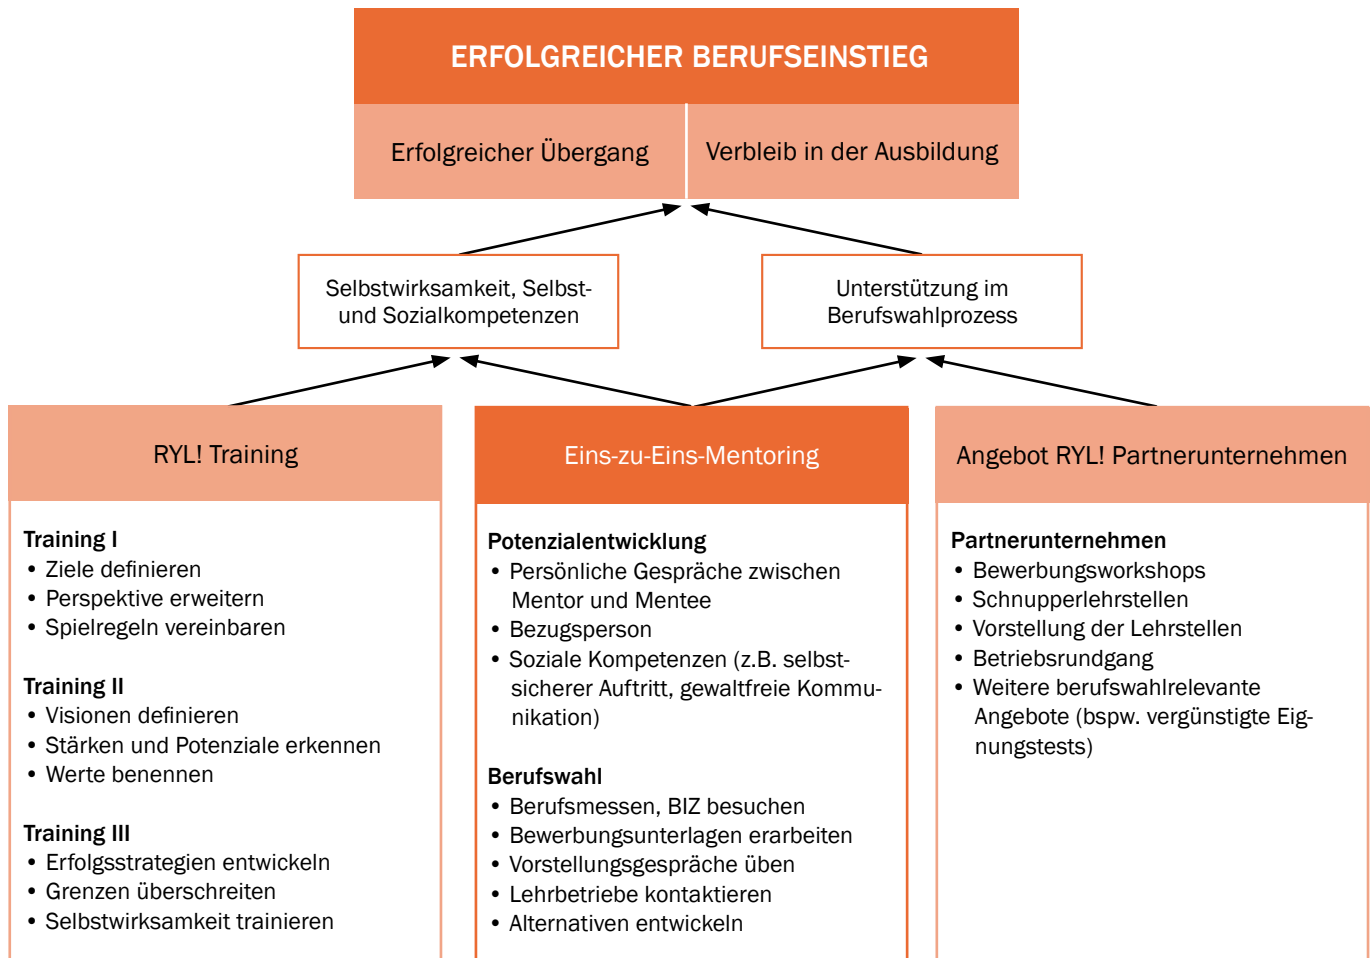 ERFOLGREICHER BERUFSEINSTIEG
Erfolgreicher Übergang
Verbleib in der Ausbildung
Selbstwirksamkeit, Selbst-
und Sozialkompetenzen
Unterstützung im
Berufswahlprozess
RYL! Training
Training I
• Ziele definieren
• Perspektive erweitern
• Spielregeln vereinbaren
Training II
• Visionen definieren
• Stärken und Potenziale erkennen
• Werte benennen
Training III
• Erfolgsstrategien entwickeln
• Grenzen überschreiten
• Selbstwirksamkeit trainieren
Eins-zu-Eins-Mentoring
Potenzialentwicklung
• Persönliche Gespräche zwischen
Mentor und Mentee
• Bezugsperson
• Soziale Kompetenzen (z.B. selbst-
sicherer Auftritt, gewaltfreie Kommu-
nikation)
Berufswahl
• Berufsmessen, BIZ besuchen
• Bewerbungsunterlagen erarbeiten
• Vorstellungsgespräche üben
• Lehrbetriebe kontaktieren
• Alternativen entwickeln
Angebot RYL! Partnerunternehmen
Partnerunternehmen
• Bewerbungsworkshops
• Schnupperlehrstellen
• Vorstellung der Lehrstellen
• Betriebsrundgang
• Weitere berufswahlrelevante
Angebote (bspw. vergünstigte Eig-
nungstests)